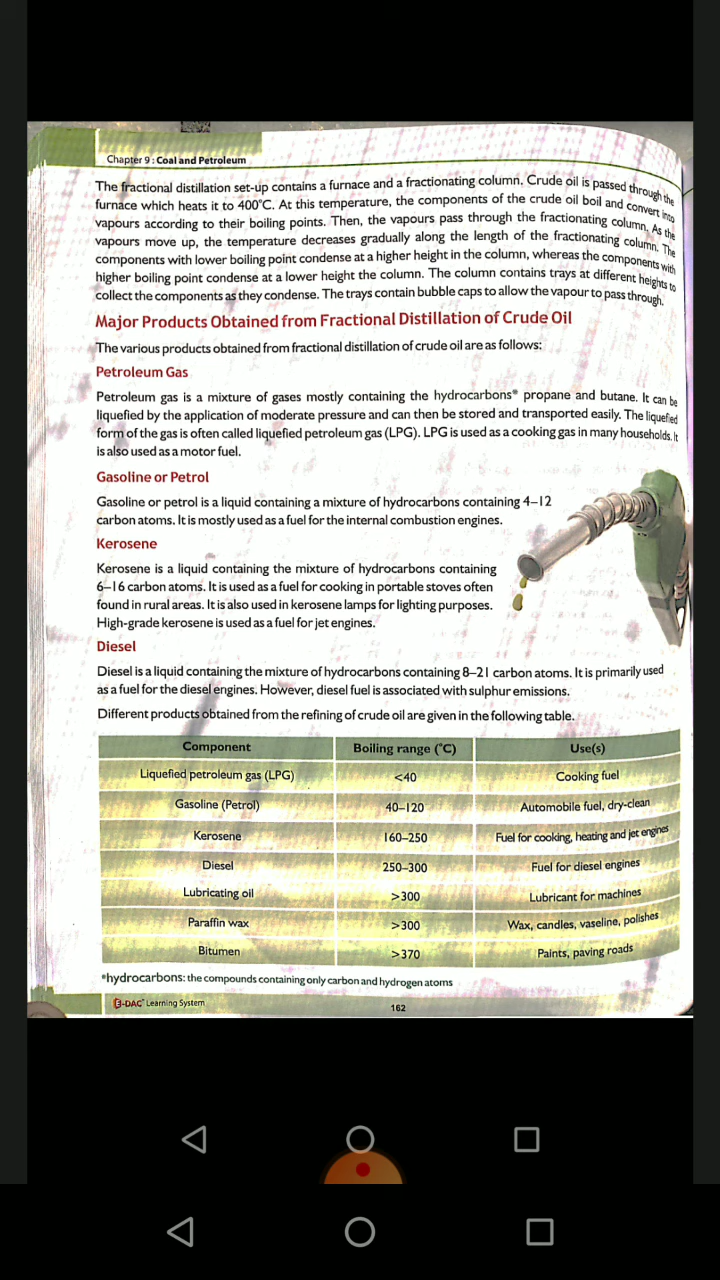 Chapter 9 : Coal and Petroleum
The fractional distillation set-up contains a furnace and a fractionating column. Crude oil is passed through the
furnace which heats it to 400°C. At this temperature, the components of the crude oil boil and convert into
vapours according to their boiling points. Then, the vapours pass through the fractionating column. As the
vapours move up, the temperature decreases gradually along the length of the fractionating column. The
components with lower boiling point condense at a higher height in the column, whereas the components with
higher boiling point condense at a lower height the column. The column contains trays at different heights to
collect the components as they condense. The trays contain bubble caps to allow the vapour to pass through.
Major Products Obtained from Fractional Distillation of Crude Oil
The various products obtained from fractional distillation of crude oil are as follows:
Petroleum Gas
Petroleum gas is a mixture of gases mostly containing the hydrocarbons* propane and butane. It can be
liquefied by the application of moderate pressure and can then be stored and transported easily. The liquefied
form of the gas is often called liquefied petroleum gas (LPG). LPG is used as a cooking gas in many households. It
is also used as a motor fuel.
Gasoline or Petrol
Gasoline or petrol is a liquid containing a mixture of hydrocarbons containing 4–12
carbon atoms. It is mostly used as a fuel for the internal combustion engines.
Kerosene
Kerosene is a liquid containing the mixture of hydrocarbons containing
6–16 carbon atoms. It is used as a fuel for cooking in portable stoves often
found in rural areas. It is also used in kerosene lamps for lighting purposes.
High-grade kerosene is used as a fuel for jet engines.
Diesel
Diesel is a liquid containing the mixture of hydrocarbons containing 8–21 carbon atoms. It is primarily used
as a fuel for the diesel engines. However, diesel fuel is associated with sulphur emissions.
Different products obtained from the refining of crude oil are given in the following table.
Component Boiling range (°C) Use(s)
Liquefied petroleum gas (LPG) <40 Cooking fuel
Gasoline (Petrol) 40–120 Automobile fuel, dry-clean
Kerosene 160–250 Fuel for cooking, heating and jet engines
Diesel 250–300 Fuel for diesel engines
Lubricating oil >300 Lubricant for machines
Paraffin wax >300 Wax, candles, vaseline, polishes
Bitumen >370 Paints, paving roads
*hydrocarbons: the compounds containing only carbon and hydrogen atoms
3-DAC Learning System
162